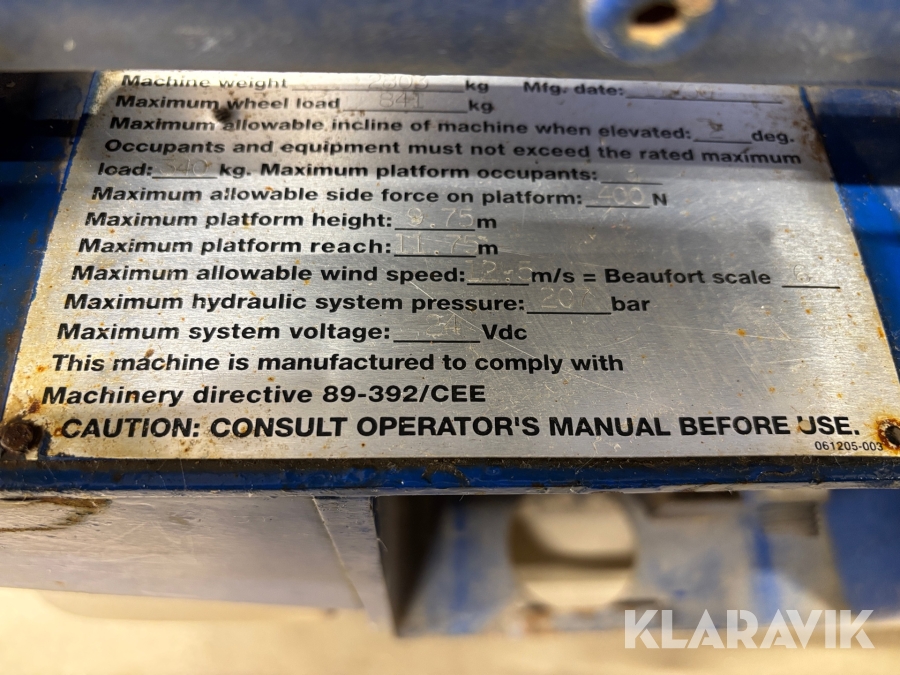 Machine weight kg Mfg. date:
Maximum wheel load 841 kg
Maximum allowable incline of machine when elevated: deg.
Occupants and equipment must not exceed the rated maximum
load: 340 kg. Maximum platform occupants:
Maximum allowable side force on platform: 400 N
Maximum platform height: 9.75 m
Maximum platform reach: 11.75 m
Maximum allowable wind speed: m/s = Beaufort scale
Maximum hydraulic system pressure: bar
Maximum system voltage: 24 Vdc
This machine is manufactured to comply with
Machinery directive 89-392/CEE
CAUTION: CONSULT OPERATOR'S MANUAL BEFORE USE.
061205-003
KLARAVIK